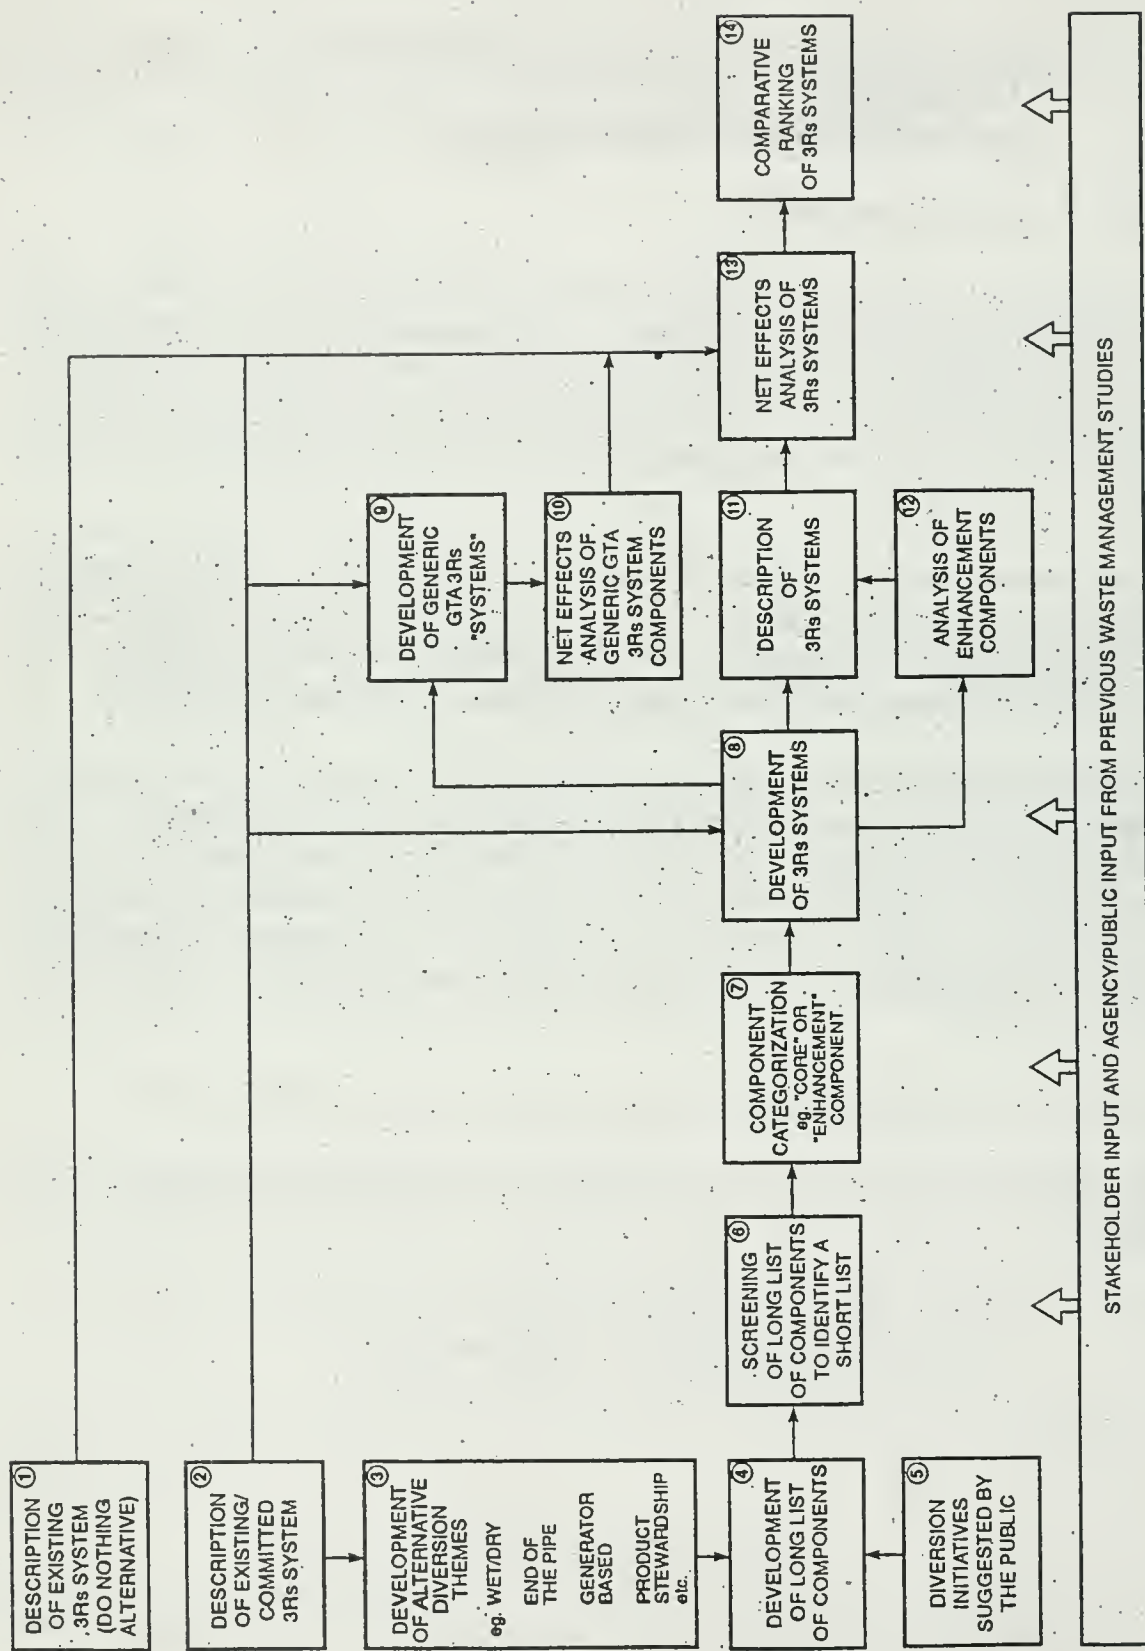 ①
DESCRIPTION
OF EXISTING
3Rs SYSTEM
(DO NOTHING
ALTERNATIVE)
②
DESCRIPTION
OF EXISTING/
COMMITTED
3Rs SYSTEM
③
DEVELOPMENT
OF ALTERNATIVE
DIVERSION
THEMES
eg. WET/DRY
END OF
THE PIPE
GENERATOR
BASED
PRODUCT
STEWARDSHIP
etc.
④
DEVELOPMENT
OF LONG LIST
OF COMPONENTS
⑤
DIVERSION
INITIATIVES
SUGGESTED BY
THE PUBLIC
⑥
SCREENING
OF LONG LIST
OF COMPONENTS
TO IDENTIFY A
SHORT LIST
⑦
COMPONENT
CATEGORIZATION
eg. "CORE" OR
"ENHANCEMENT"
COMPONENT
⑧
DEVELOPMENT
OF 3Rs SYSTEMS
⑨
DEVELOPMENT
OF GENERIC
GTA 3Rs
"SYSTEMS"
⑩
NET EFFECTS
ANALYSIS OF
GENERIC GTA
3Rs SYSTEM
COMPONENTS
⑪
DESCRIPTION
OF
3Rs SYSTEMS
⑫
ANALYSIS OF
ENHANCEMENT
COMPONENTS
⑬
NET EFFECTS
ANALYSIS OF
3Rs SYSTEMS
⑭
COMPARATIVE
RANKING
OF 3Rs SYSTEMS
STAKEHOLDER INPUT AND AGENCY/PUBLIC INPUT FROM PREVIOUS WASTE MANAGEMENT STUDIES